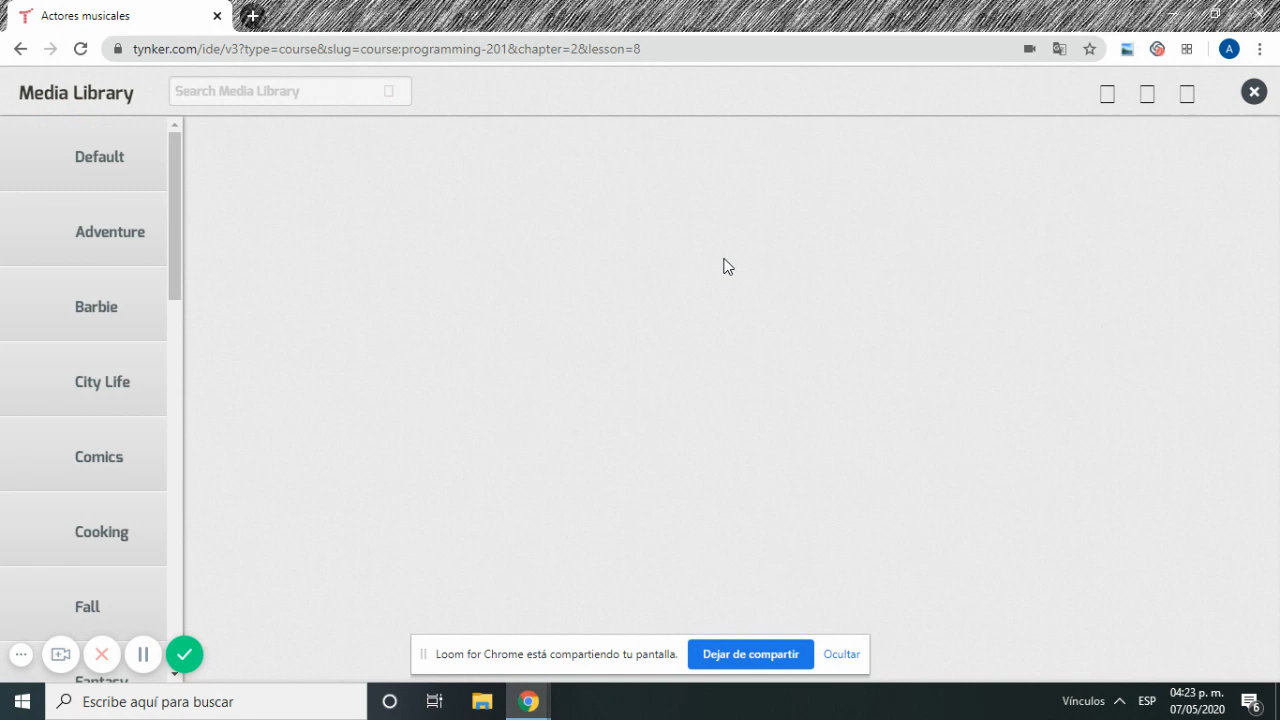 Actores musicales
tynker.com/ide/v3?type=course&slug=course:programming-201&chapter=2&lesson=8
A
Media Library
Search Media Library
Default
Adventure
Barbie
City Life
Comics
Cooking
Fall
Fantasy
Loom for Chrome está compartiendo tu pantalla.
Dejar de compartir
Ocultar
Escribe aquí para buscar
Vínculos
ESP
04:23 p. m.
07/05/2020
6